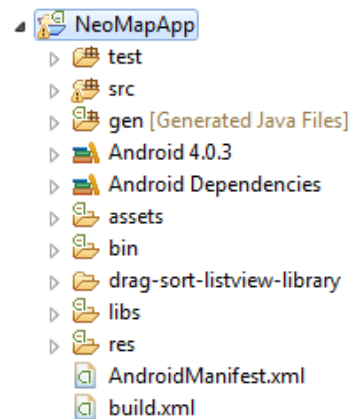 NeoMapApp
test
src
gen [Generated Java Files]
Android 4.0.3
Android Dependencies
assets
bin
drag-sort-listview-library
libs
res
AndroidManifest.xml
build.xml